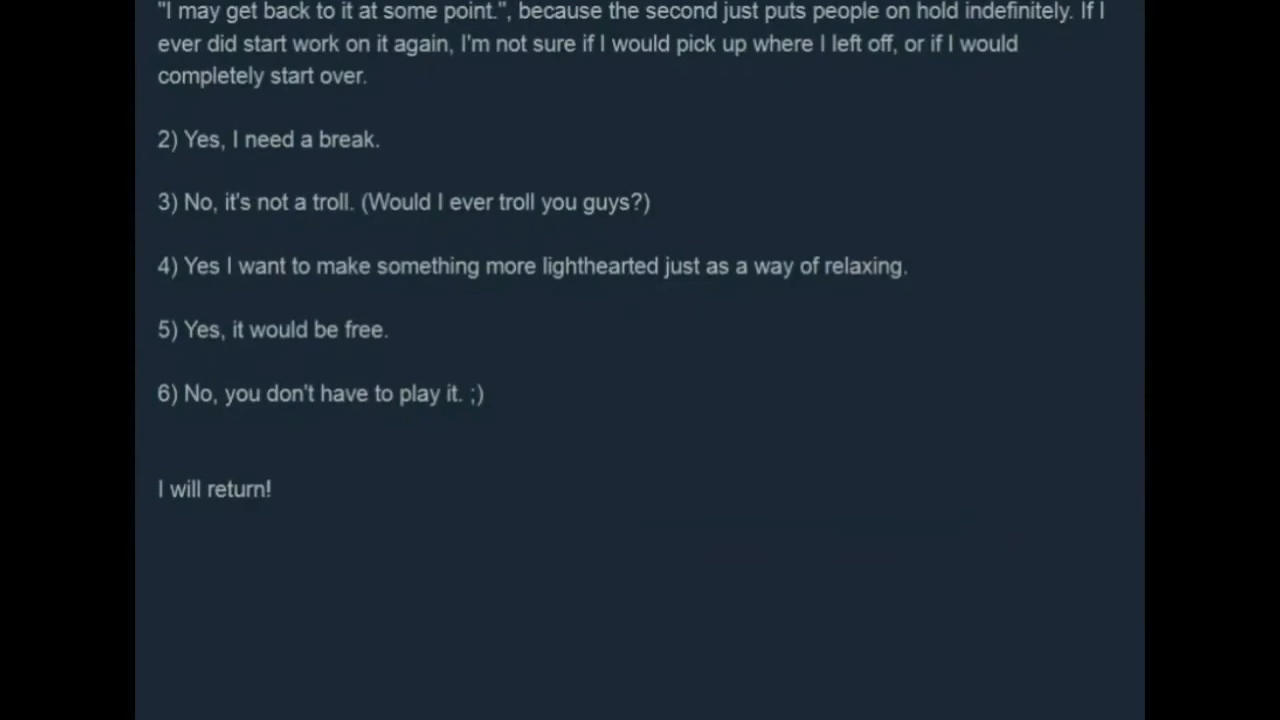 "I may get back to it at some point.", because the second just puts people on hold indefinitely. If I
ever did start work on it again, I'm not sure if I would pick up where I left off, or if I would
completely start over.
2) Yes, I need a break.
3) No, it's not a troll. (Would I ever troll you guys?)
4) Yes I want to make something more lighthearted just as a way of relaxing.
5) Yes, it would be free.
6) No, you don't have to play it. ;)
I will return!